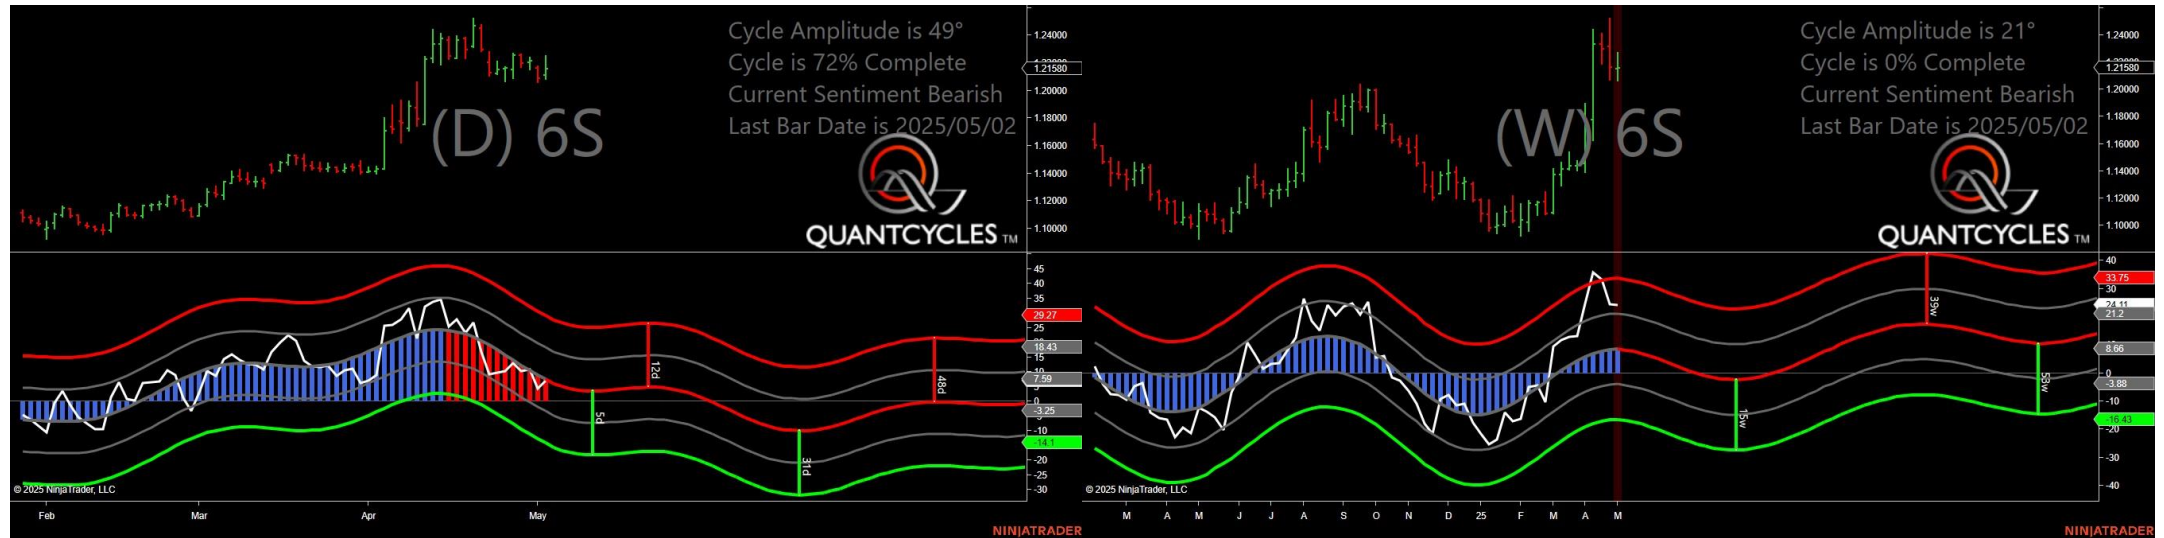 Cycle Amplitude is 49°
Cycle is 72% Complete
Current Sentiment Bearish
Last Bar Date is 2025/05/02
(D) 6S
QUANTCYCLES TM
1.24000
1.21580
1.20000
1.18000
1.16000
1.14000
1.12000
1.10000
45
40
35
29.27
25
18.43
15
10
7.59
0
-3.25
-10
-14.1
-20
-25
-30
12d
5d
31d
48d
© 2025 NinjaTrader, LLC
Feb Mar Apr May
NINJATRADER
Cycle Amplitude is 21°
Cycle is 0% Complete
Current Sentiment Bearish
Last Bar Date is 2025/05/02
(W) 6S
QUANTCYCLES TM
1.24000
1.21580
1.20000
1.18000
1.16000
1.14000
1.12000
1.10000
40
33.75
30
24.11
21.2
8.66
0
-3.88
-10
-16.43
-20
-30
-40
39w
15w
53w
© 2025 NinjaTrader, LLC
M A M J J A S O N D 25 F M A M
NINJATRADER